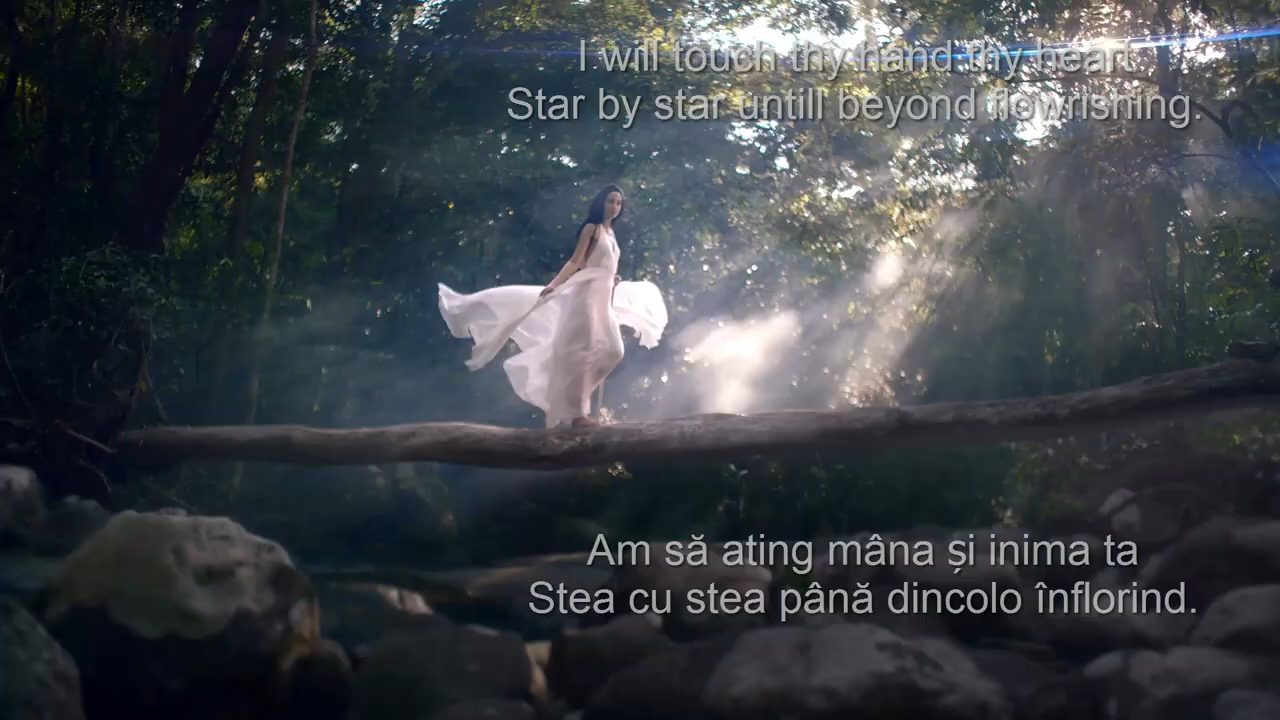 I will touch thy hand thy heart
Star by star untill beyond flowrishing.
Am să ating mâna și inima ta
Stea cu stea până dincolo înflorind.